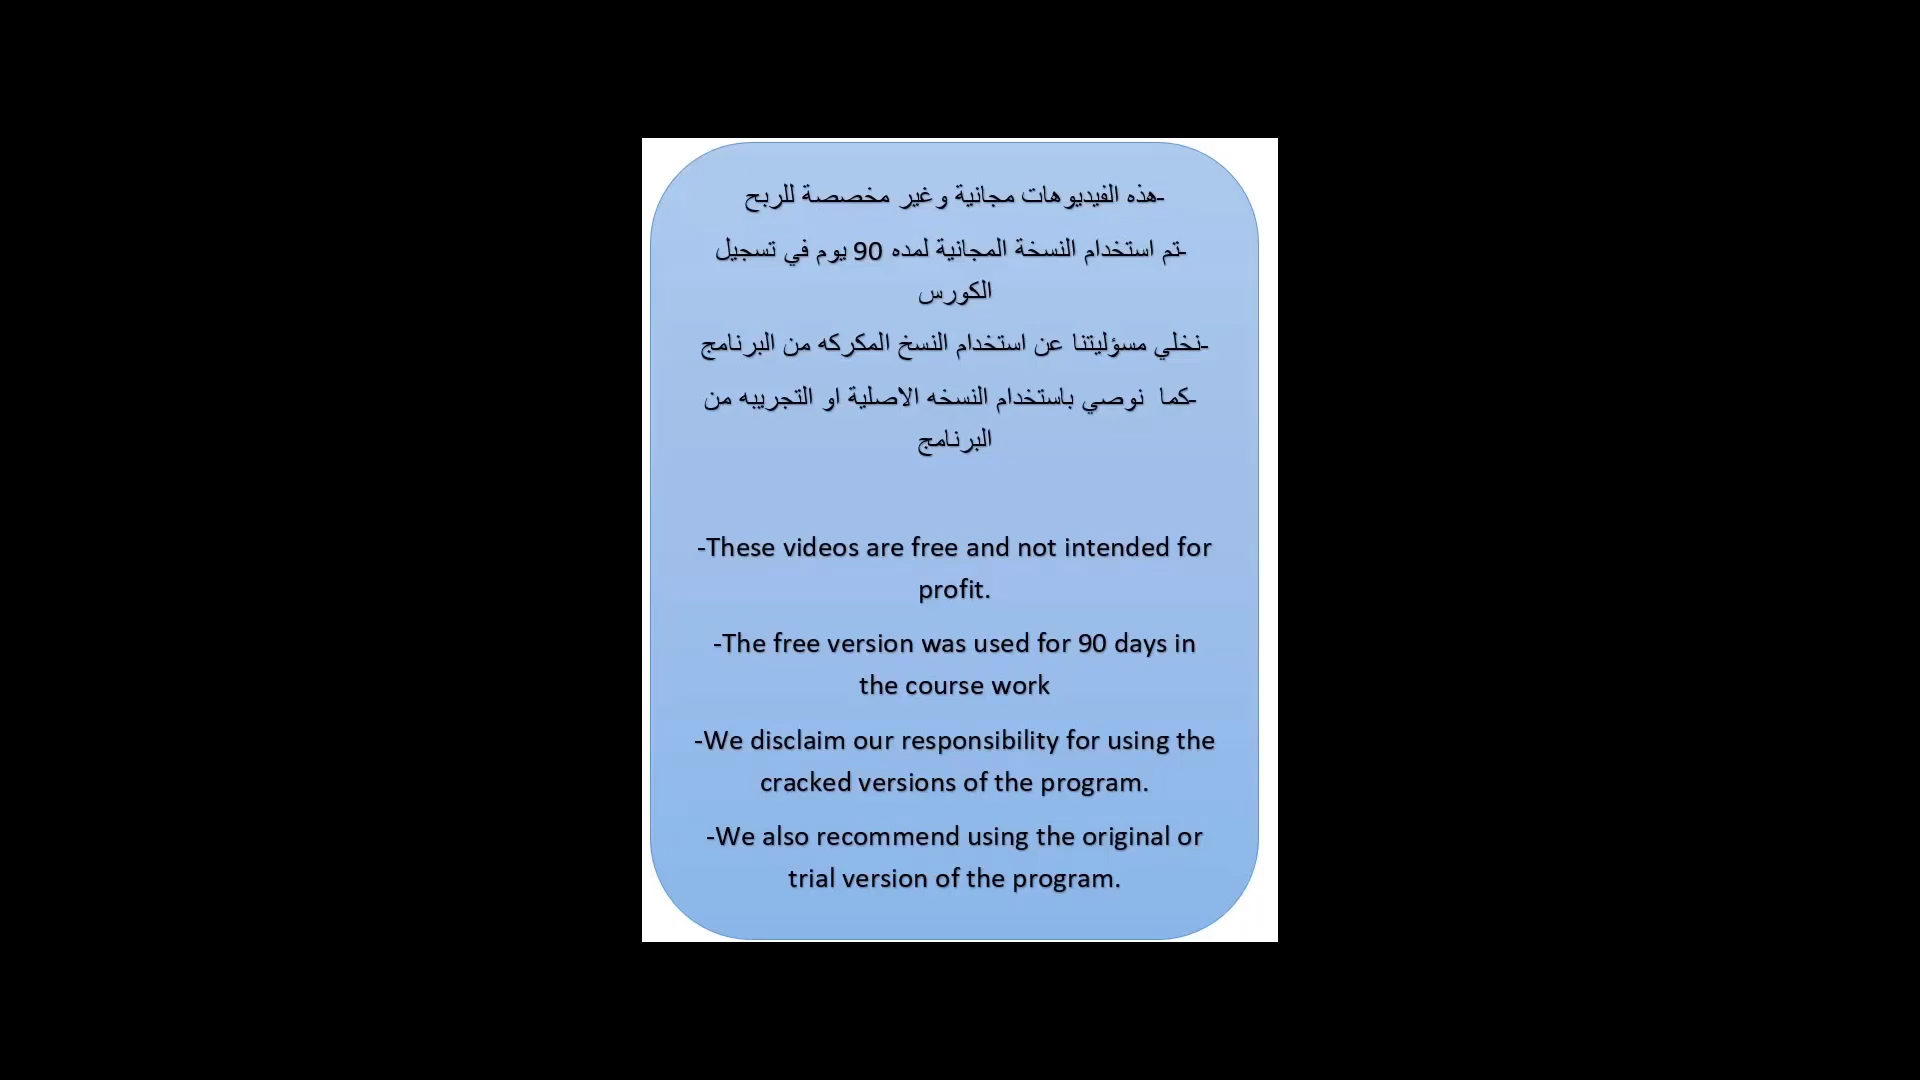 -هذه الفيديوهات مجانية وغير مخصصة للربح
-تم استخدام النسخة المجانية لمده 90 يوم في تسجيل
الكورس
-نخلي مسؤليتنا عن استخدام النسخ المكركه من البرنامج
-كما  نوصي باستخدام النسخه الاصلية او التجريبه من
البرنامج
-These videos are free and not intended for
profit.
-The free version was used for 90 days in
the course work
-We disclaim our responsibility for using the
cracked versions of the program.
-We also recommend using the original or
trial version of the program.